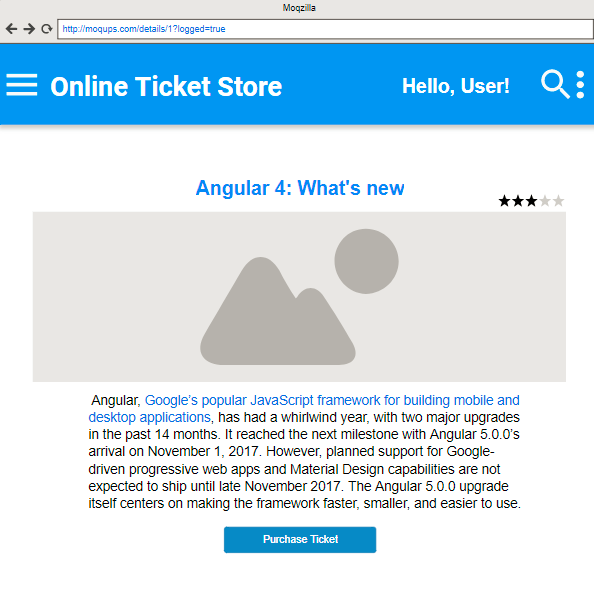 Moqzilla
http://moqups.com/details/1?logged=true
Online Ticket Store
Hello, User!
Angular 4: What's new
Angular, Google’s popular JavaScript framework for building mobile and
desktop applications, has had a whirlwind year, with two major upgrades
in the past 14 months. It reached the next milestone with Angular 5.0.0’s
arrival on November 1, 2017. However, planned support for Google-
driven progressive web apps and Material Design capabilities are not
expected to ship until late November 2017. The Angular 5.0.0 upgrade
itself centers on making the framework faster, smaller, and easier to use.
Purchase Ticket